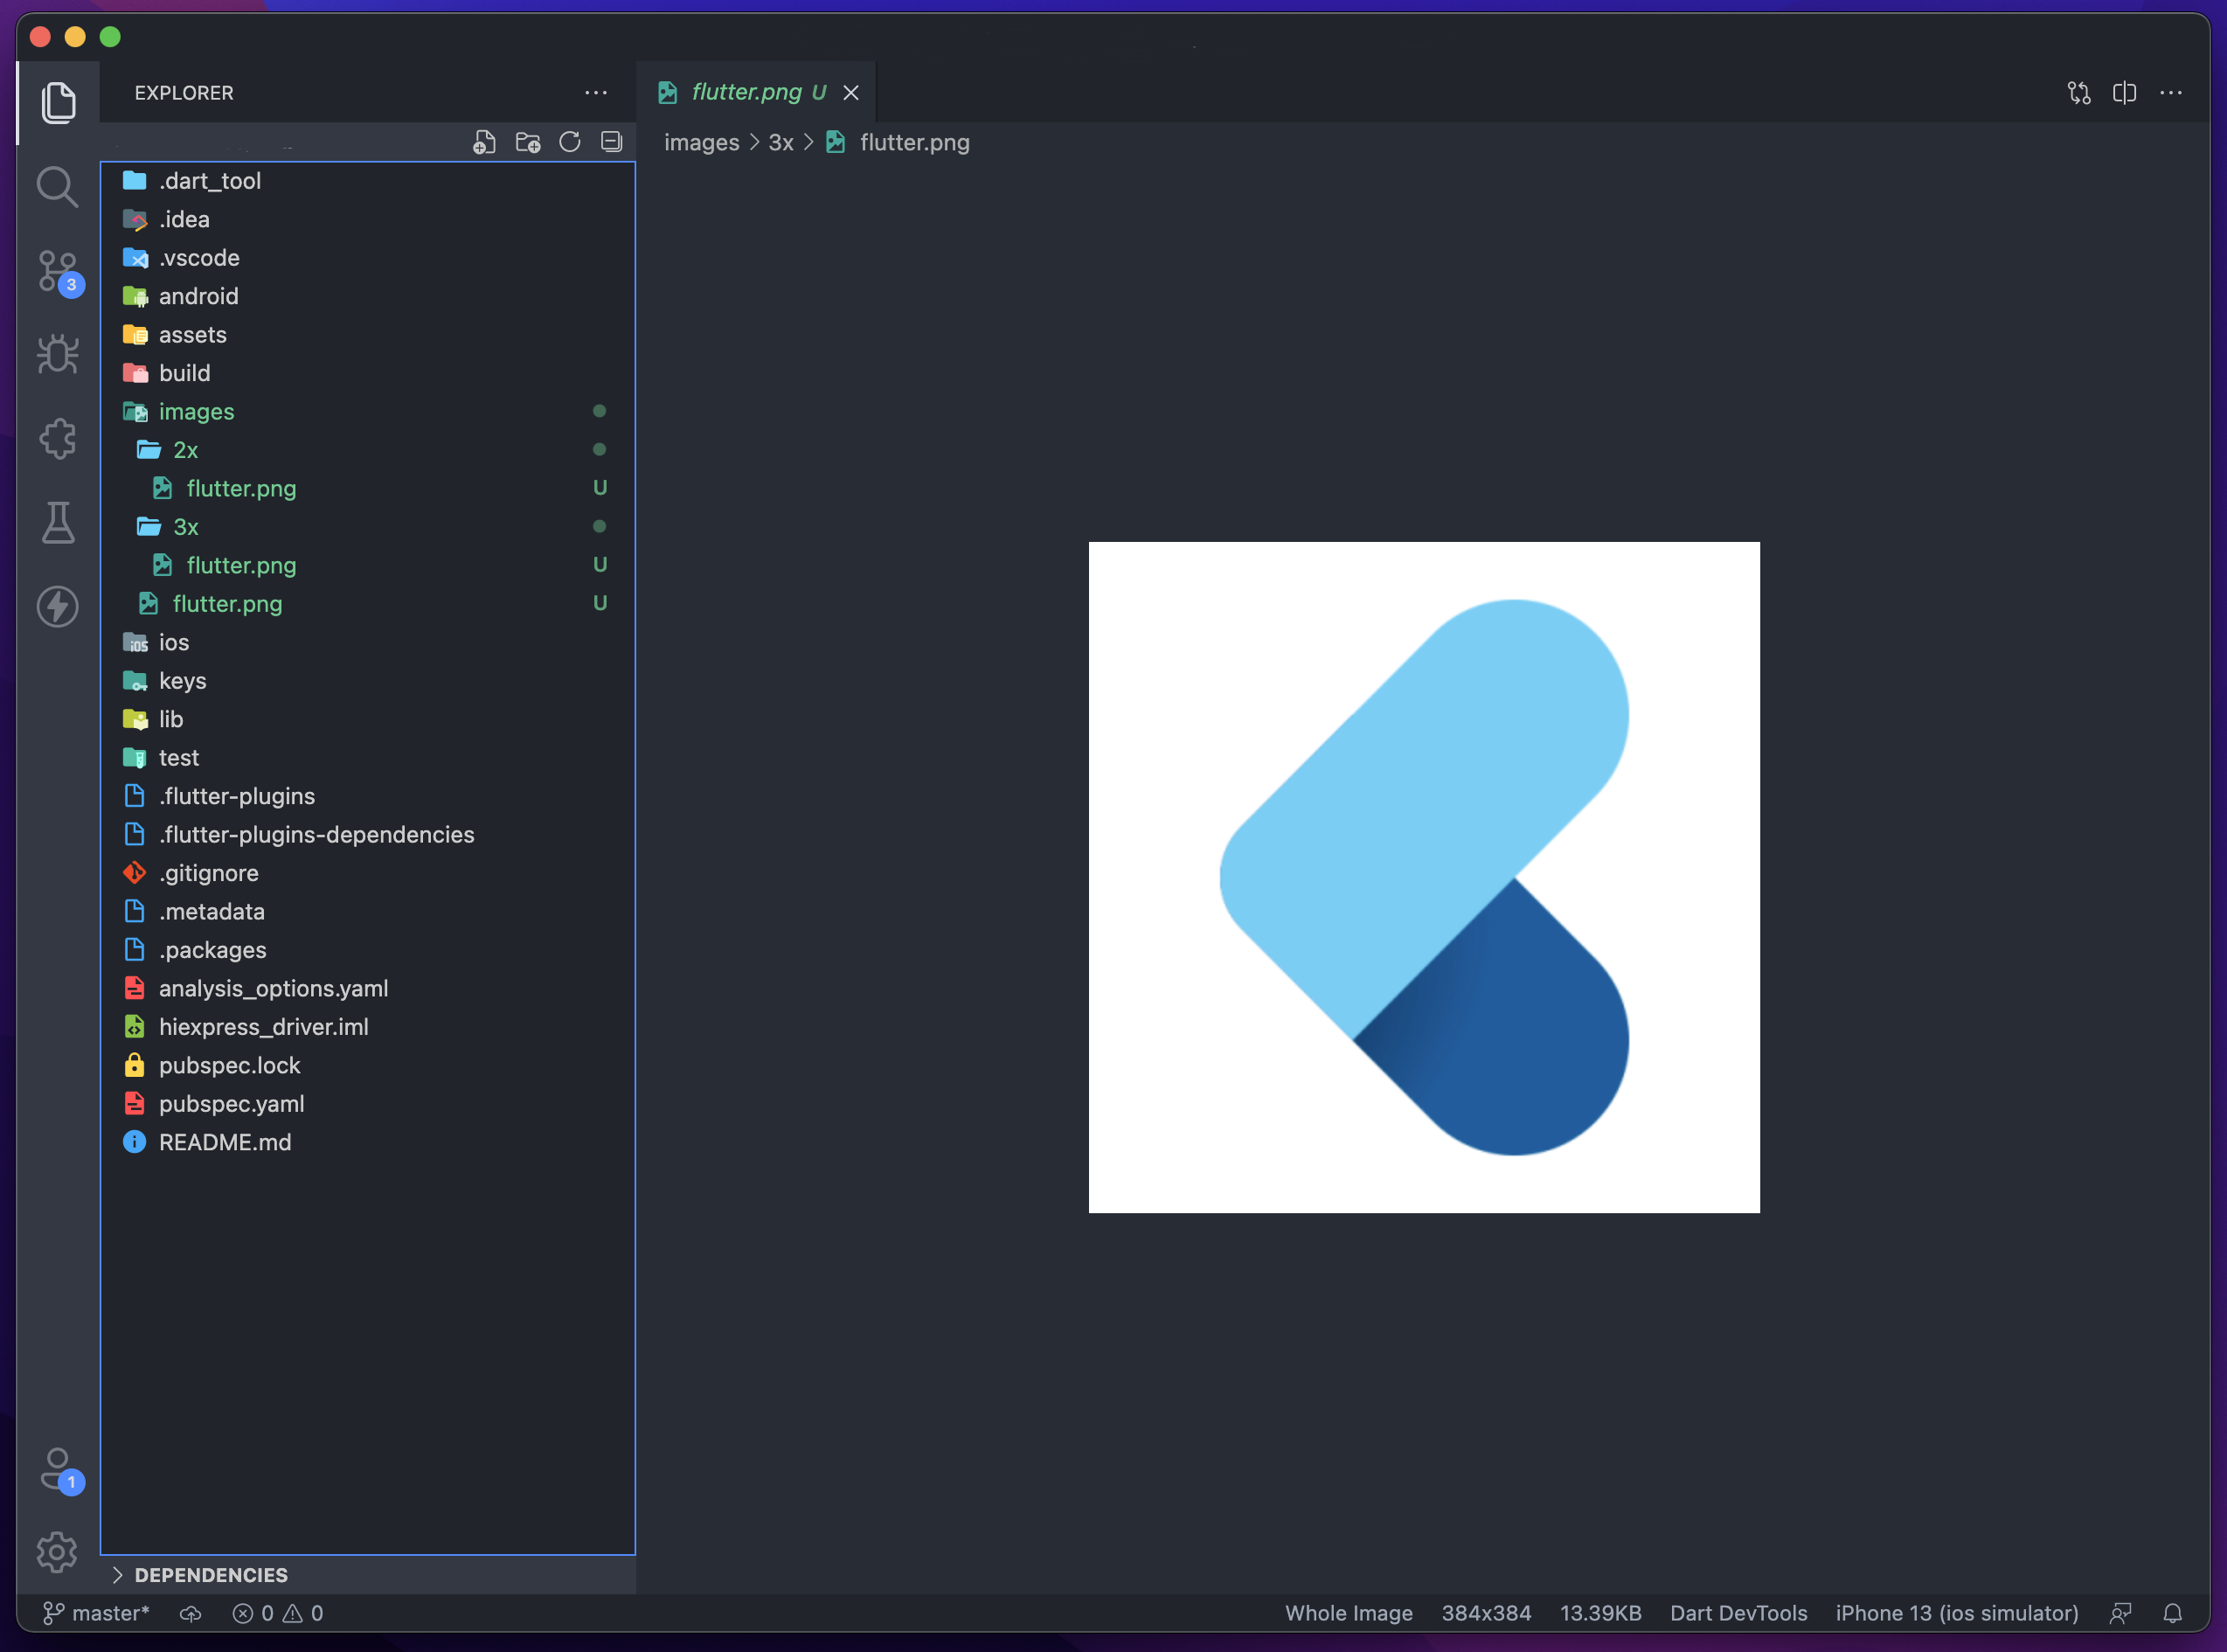 EXPLORER
flutter.png U
images > 3x > flutter.png
.dart_tool
.idea
.vscode
3
android
assets
build
images
2x
flutter.png U
3x
flutter.png U
flutter.png U
iOS ios
keys
lib
test
.flutter-plugins
.flutter-plugins-dependencies
.gitignore
.metadata
.packages
analysis_options.yaml
hiexpress_driver.iml
pubspec.lock
pubspec.yaml
README.md
1
DEPENDENCIES
master* 0 0 Whole Image 384x384 13.39KB Dart DevTools iPhone 13 (ios simulator)